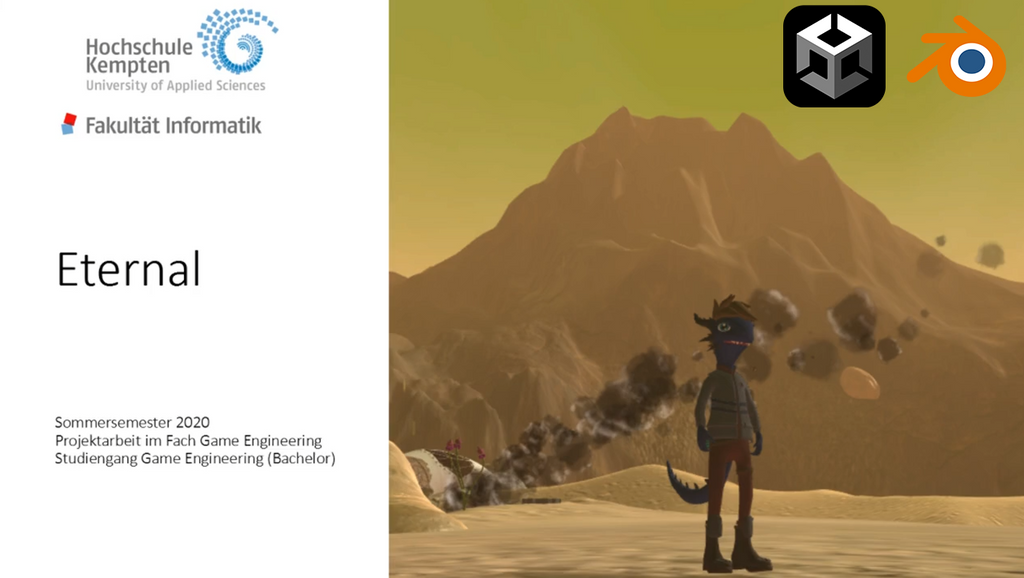 Hochschule
Kempten
University of Applied Sciences
Fakultät Informatik
Eternal
Sommersemester 2020
Projektarbeit im Fach Game Engineering
Studiengang Game Engineering (Bachelor)